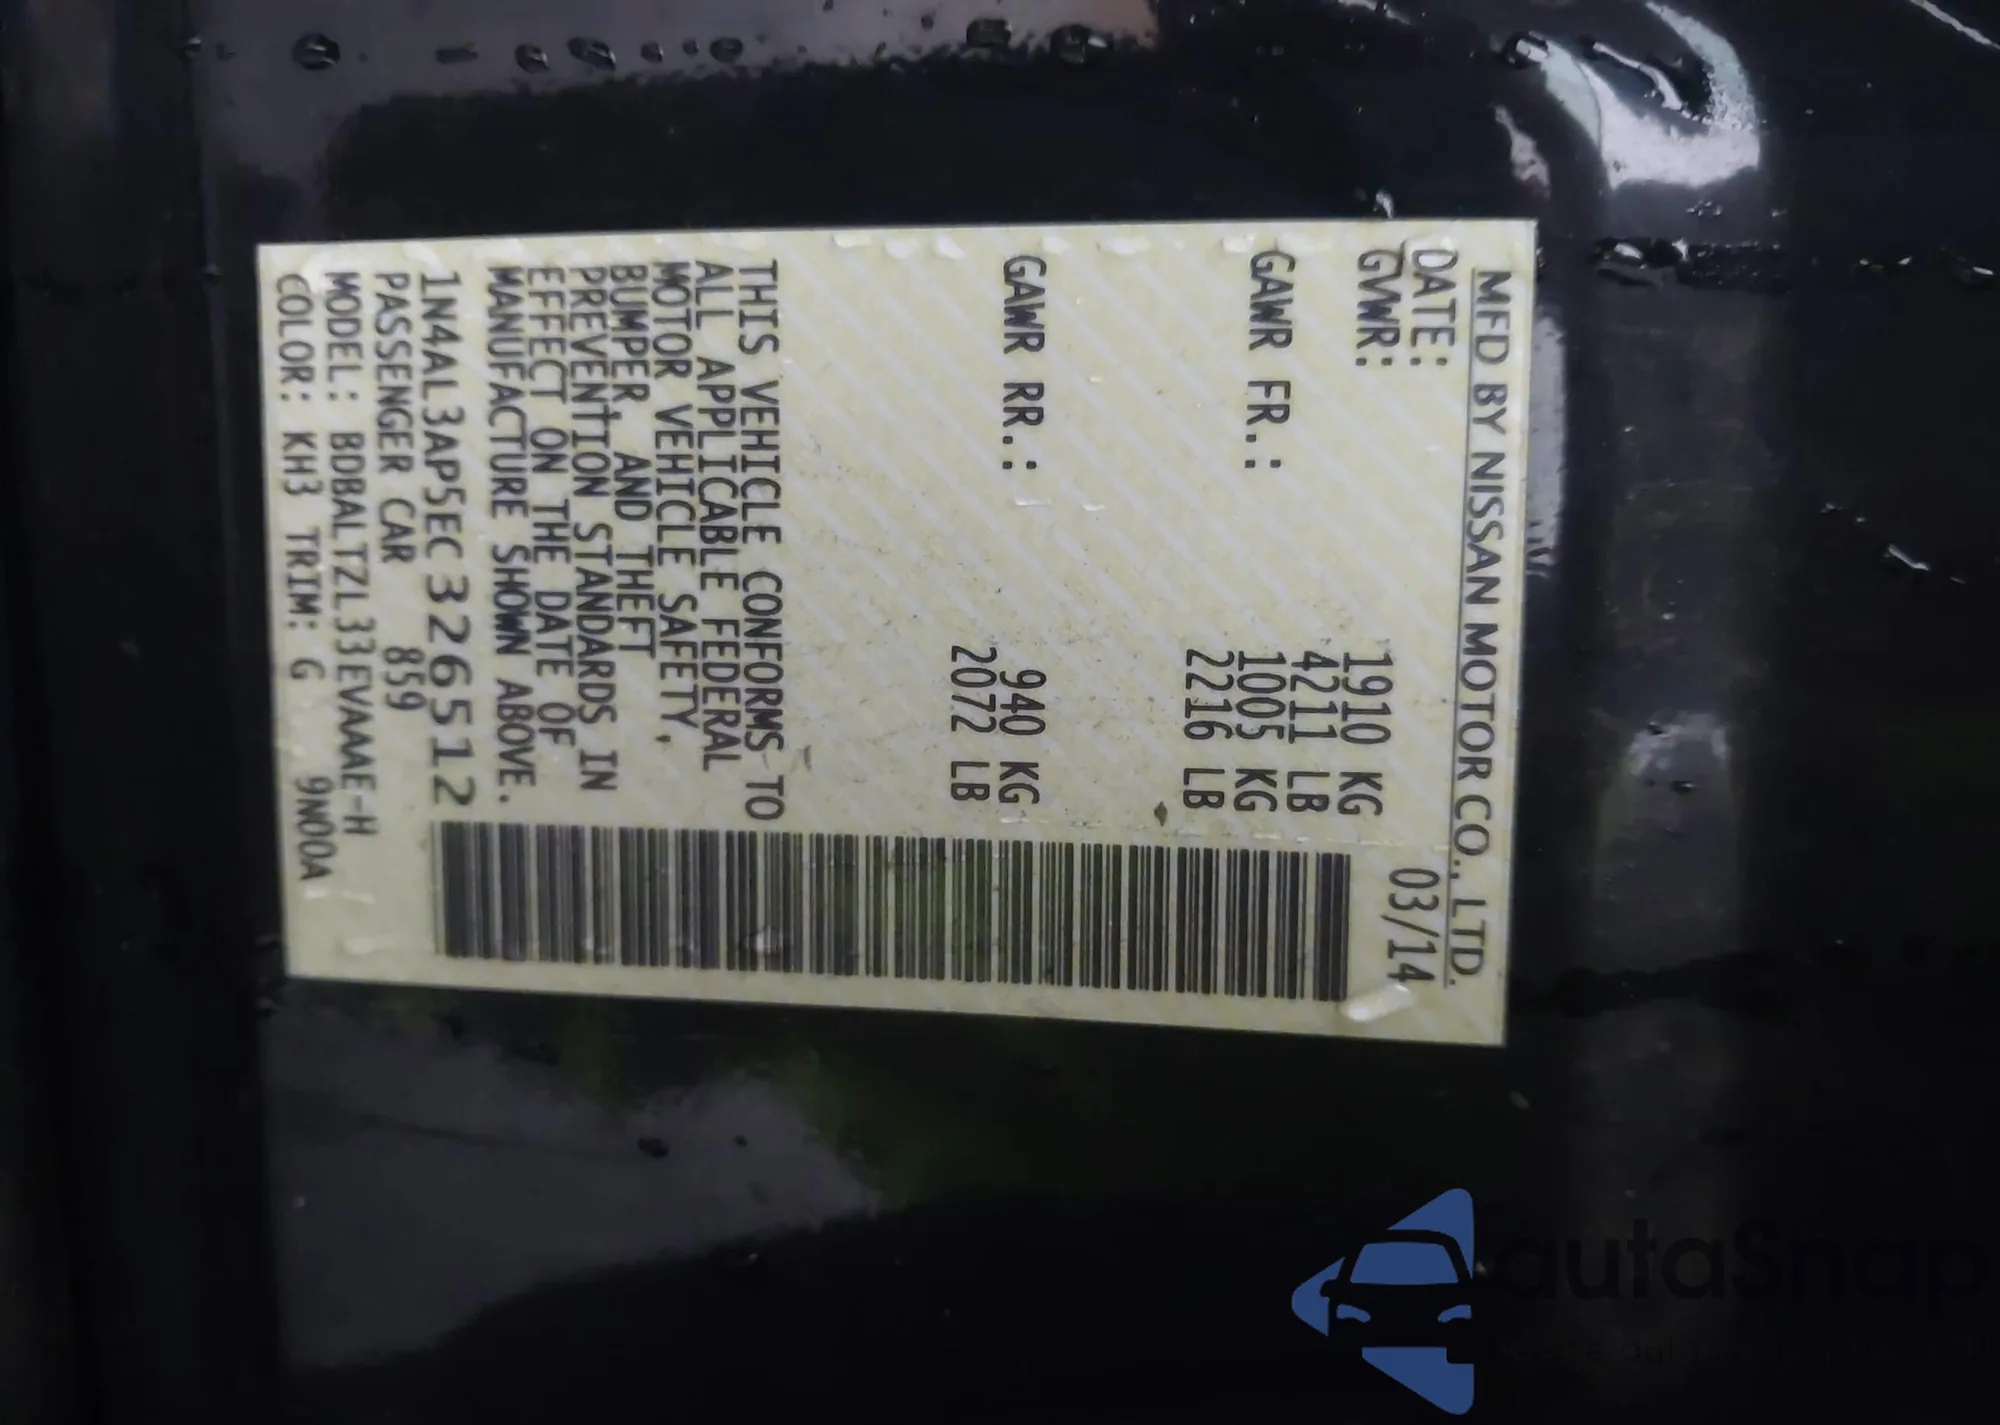 MFD BY NISSAN MOTOR CO., LTD.
DATE: 03/14
GVWR: 1910 KG
4211 LB
GAWR FR.: 1005 KG
2216 LB
GAWR RR.: 940 KG
2072 LB
THIS VEHICLE CONFORMS TO
ALL APPLICABLE FEDERAL
MOTOR VEHICLE SAFETY,
BUMPER, AND THEFT
PREVENTION STANDARDS IN
EFFECT ON THE DATE OF
MANUFACTURE SHOWN ABOVE.
1N4AL3AP5EC326512
PASSENGER CAR 859
MODEL: BDBALTZL33EVAAAE-H
COLOR: KH3 TRIM: G 9N00A
autaSnap